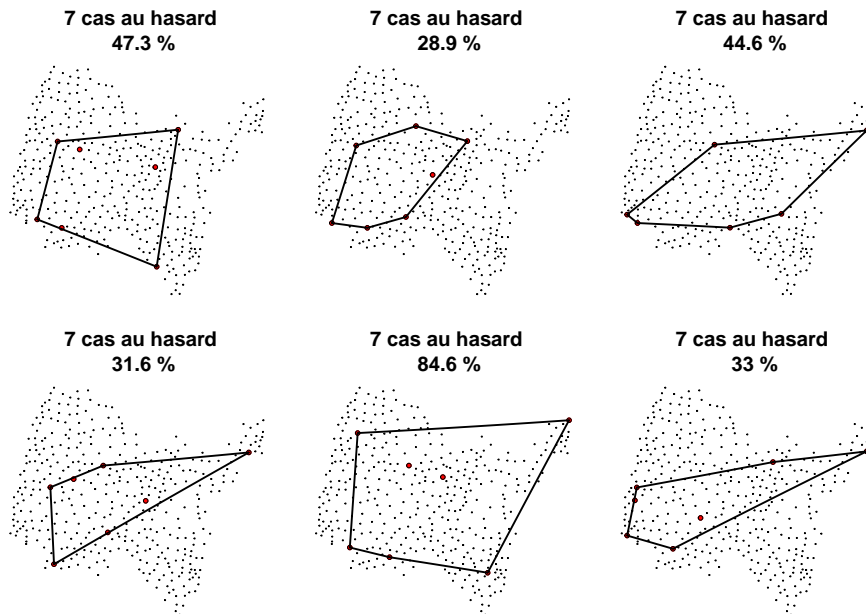 7 cas au hasard
47.3 %
7 cas au hasard
28.9 %
7 cas au hasard
44.6 %
7 cas au hasard
31.6 %
7 cas au hasard
84.6 %
7 cas au hasard
33 %